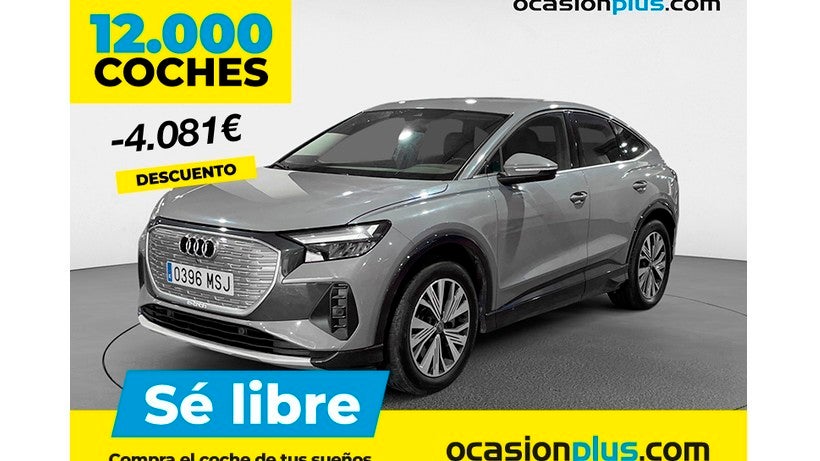 12.000
COCHES
-4.081€
DESCUENTO
ocasionplus.com
0396 MSJ
Sé libre
Compra el coche de tus sueños
ocasionplus.com